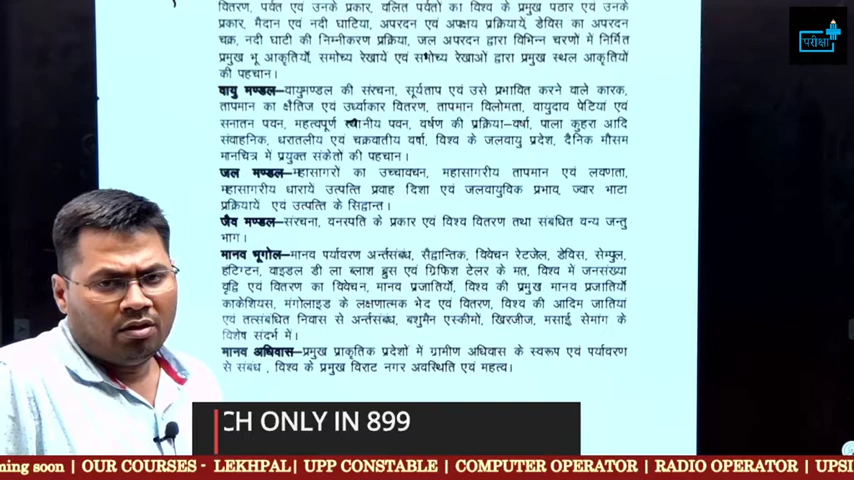 वितरण, पर्वत एवं उनके प्रकार, वलित पर्वतो का विश्व के प्रमुख पठार एवं उनके
प्रकार, मैदान एवं नदी घाटिया, अपरदन एवं अपक्षय प्रक्रियायें, डेविस का अपरदन
चक्र, नदी घाटी की निम्नीकरण प्रक्रिया, जल अपरदन द्वारा विभिन्न चरणों में निर्मित
प्रमुख भू आकृतियों, समोच्य रेखायें एवं समोच्य रेखाओं द्वारा प्रमुख स्थल आकृतियों
की पहचान।
वायु मण्डल–वायुमण्डल की संरचना, सूर्यताप एवं उसे प्रभावित करने वाले कारक,
तापमान का क्षैतिज एवं उर्ध्वाकार वितरण, तापमान विलोमता, वायुदाव पेटियां एवं
सनातन पवन, महत्वपूर्ण स्थानीय पवन, वर्षण की प्रक्रिया–वर्षा, पाला कुहरा आदि
संवाहनिक, धरातलीय एवं चक्रवातीय वर्षा, विश्व के जलवायु प्रदेश, दैनिक मौसम
मानचित्र में प्रयुक्त संकेतों की पहचान।
जल मण्डल–महासागरों का उच्चावचन, महासागरीय तापमान एवं लवणता,
महासागरीय धारायें उत्पत्ति प्रवाह दिशा एवं जलवायुविक प्रभाव, ज्वार भाटा
प्रक्रियायें एवं उत्पत्ति के सिद्वान्त।
जैव मण्डल–संरचना, वनस्पति के प्रकार एवं विश्व वितरण तथा संबधित वन्य जन्तु
भाग।
मानव भूगोल–मानव पर्यावरण अर्न्तसंबध, सैद्वान्तिक, विवेचन रेटजेल, डेविस, सेम्पुल,
हंटिग्टन, वाइडल डी ला ब्लाश ब्रुस एवं ग्रिफिश टेलर के मत, विश्व में जनसंख्या
वृद्वि एवं वितरण का विवेचन, मानव प्रजातियों, विश्व की प्रमुख मानव प्रजातियों
काकेशियस, मंगोलाइड के लक्षणात्मक भेद एवं वितरण, विश्व की आदिम जातियां
एवं तत्संबधित निवास से अर्न्तसंबध, बशुमैन एस्कीमों, खिरजीज, मसाई, सेमांग के
विशेष संदर्भ में।
मानव अधिवास–प्रमुख प्राकृतिक प्रदेशों में ग्रामीण अधिवास के स्वरूप एवं पर्यावरण
से संबध , विश्व के प्रमुख विराट नगर अवस्थिति एवं महत्व।
परीक्षा
CH ONLY IN 899
ming soon | OUR COURSES - LEKHPAL| UPP CONSTABLE | COMPUTER OPERATOR | RADIO OPERATOR | UPSI